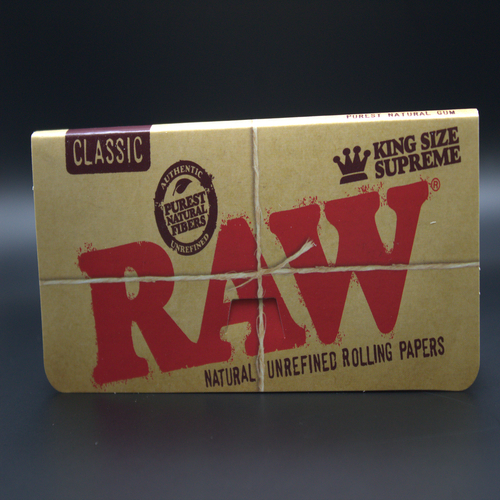 PUREST NATURAL GUM
CLASSIC
KING SIZE
SUPREME
AUTHENTIC
PUREST
NATURAL
FIBERS
UNREFINED
RAW®
NATURAL UNREFINED ROLLING PAPERS